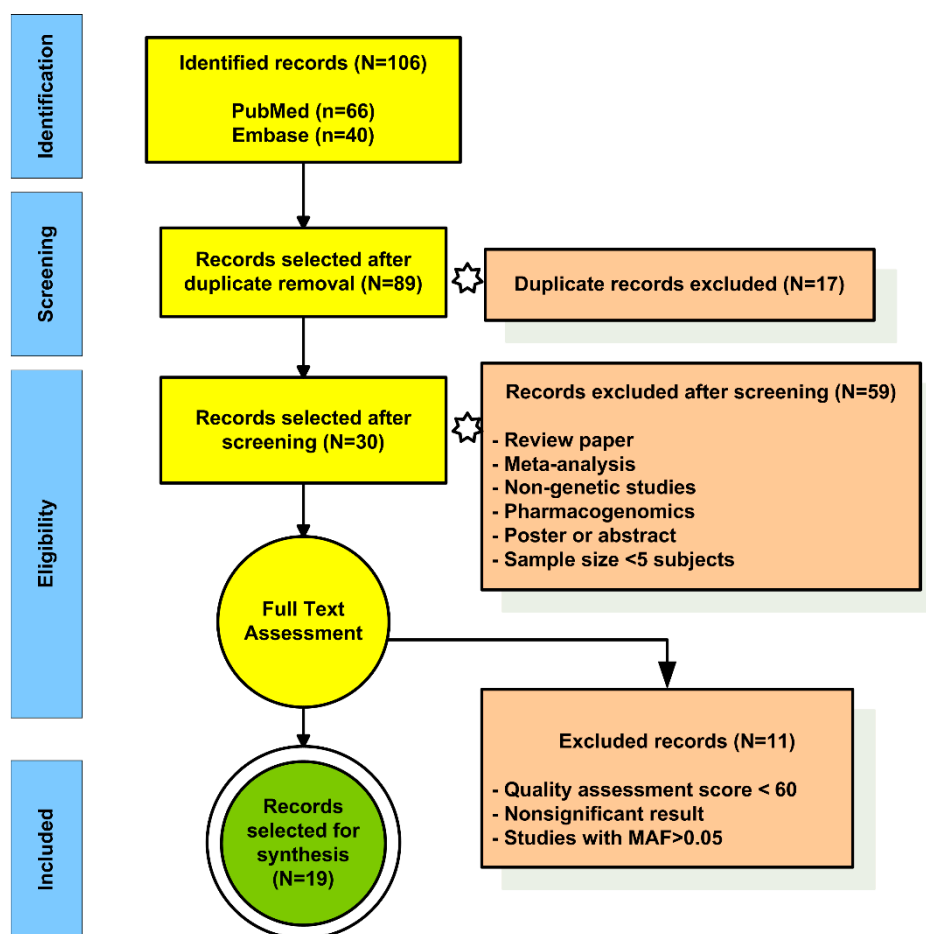 Identification
Identified records (N=106)
PubMed (n=66)
Embase (n=40)
Screening
Records selected after
duplicate removal (N=89)
Duplicate records excluded (N=17)
Eligibility
Records selected after
screening (N=30)
Records excluded after screening (N=59)
- Review paper
- Meta-analysis
- Non-genetic studies
- Pharmacogenomics
- Poster or abstract
- Sample size <5 subjects
Full Text
Assessment
Excluded records (N=11)
- Quality assessment score < 60
- Nonsignificant result
- Studies with MAF>0.05
Included
Records
selected for
synthesis
(N=19)